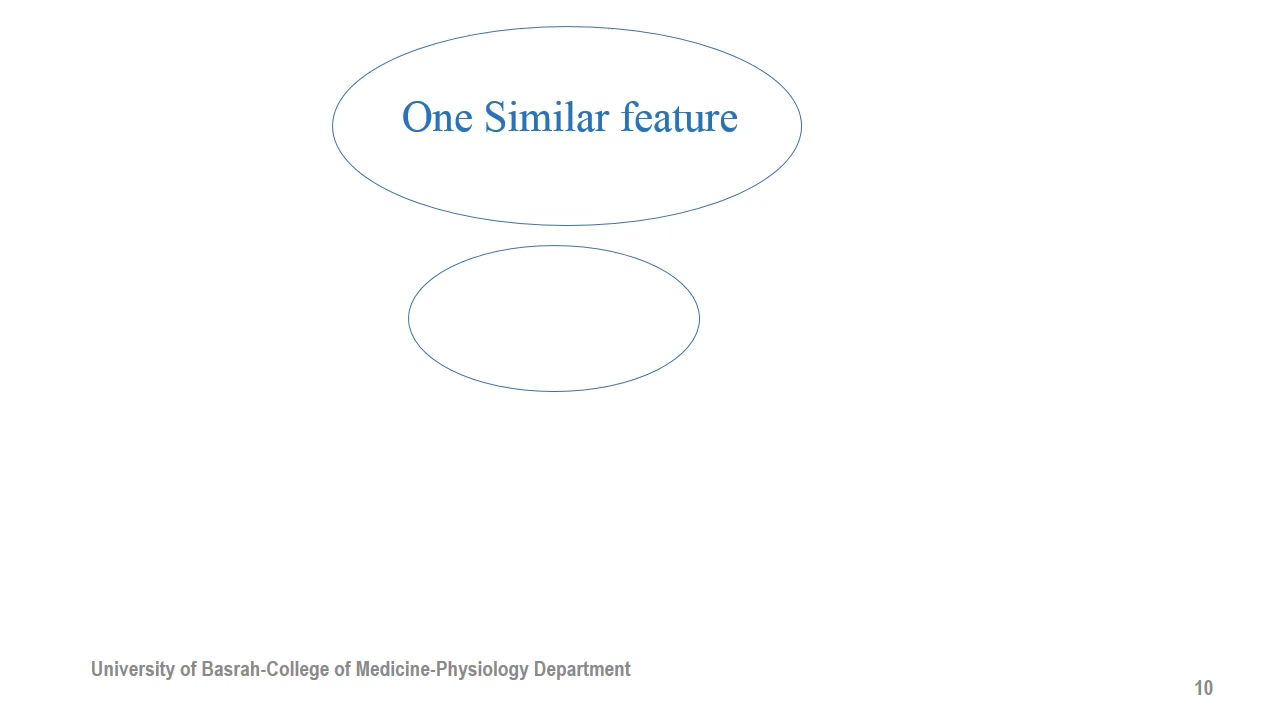 One Similar feature
University of Basrah-College of Medicine-Physiology Department
10